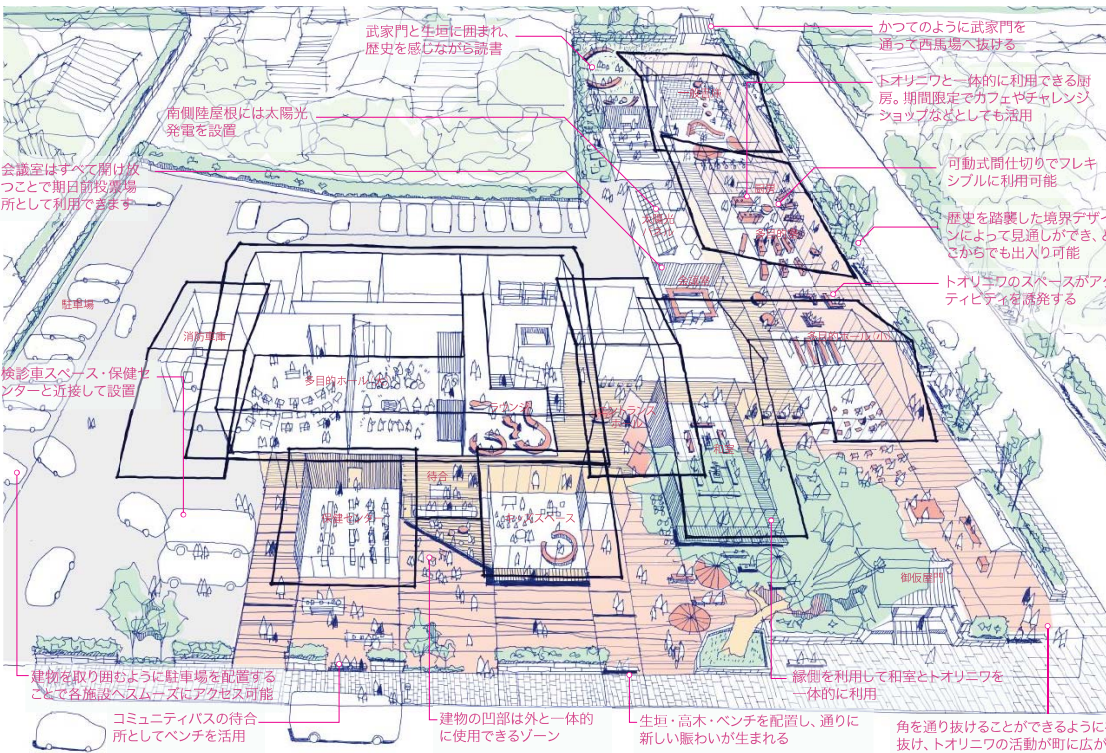 武家門と生垣に囲まれ、
歴史を感じながら読書
かつてのように武家門を
通って西馬場へ抜ける
トオリニワと一体的に利用できる厨
房。期間限定でカフェやチャレンジ
ショップなどとしても活用
南側陸屋根には太陽光
発電を設置
会議室はすべて開け放
つことで期日前投票場
所として利用できます
可動式間仕切りでフレキ
シブルに利用可能
歴史を踏襲した境界デザイ
ンによって見通しができ、ど
こからでも出入り可能
トオリニワのスペースがアク
ティビティを誘発する
駐車場
消防車庫
検診車スペース・保健セ
ンターと近接して設置
多目的ホール
ラウンジ
待合
保健センター
御仮屋門
建物を取り囲むように駐車場を配置する
ことで各施設へスムーズにアクセス可能
縁側を利用して和室とトオリニワを
一体的に利用
コミュニティバスの待合
所としてベンチを活用
建物の凹部は外と一体的
に使用できるゾーン
生垣・高木・ベンチを配置し、通りに
新しい賑わいが生まれる
角を通り抜けることができるように
抜け、トオリニワの活動が町に広が